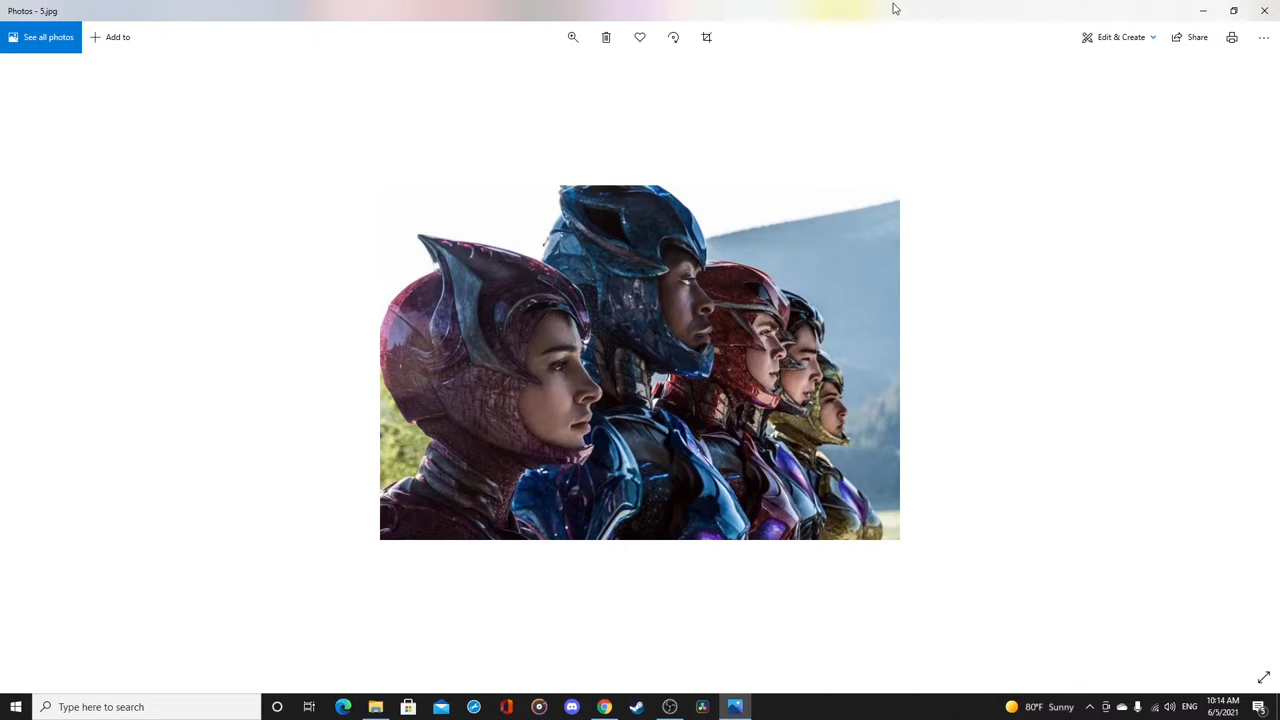 Photos - 5.jpg
See all photos
Add to
Edit & Create
Share
Type here to search
80°F Sunny
ENG
10:14 AM
6/5/2021
5